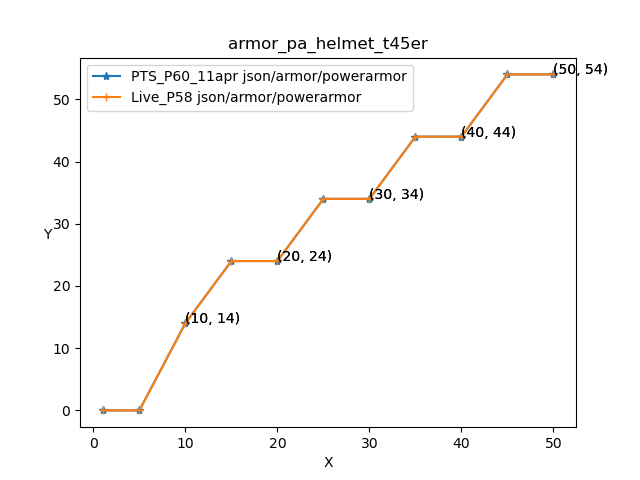 armor_pa_helmet_t45er
PTS_P60_11apr json/armor/powerarmor
Live_P58 json/armor/powerarmor
(50, 54)
(40, 44)
(30, 34)
(20, 24)
(10, 14)
50
40
30
20
10
0
Y
0 10 20 30 40 50
X